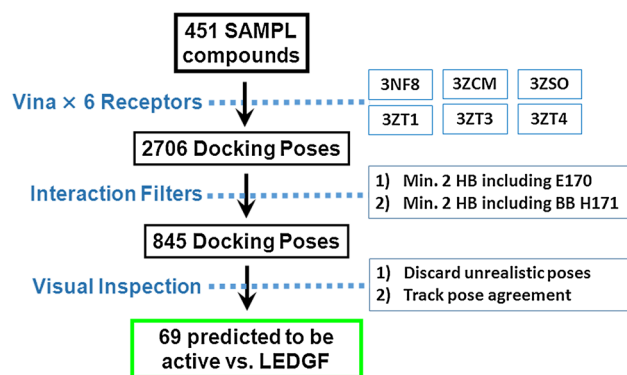 451 SAMPL
compounds
Vina × 6 Receptors
3NF8 3ZCM 3ZSO
3ZT1 3ZT3 3ZT4
2706 Docking Poses
Interaction Filters
1) Min. 2 HB including E170
2) Min. 2 HB including BB H171
845 Docking Poses
Visual Inspection
1) Discard unrealistic poses
2) Track pose agreement
69 predicted to be
active vs. LEDGF